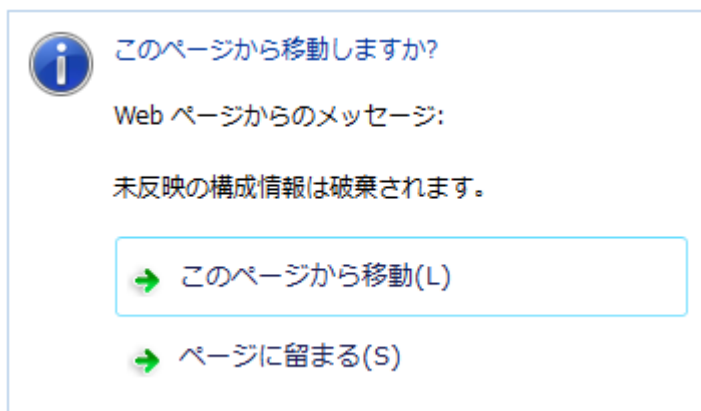 このページから移動しますか?
Web ページからのメッセージ:
未反映の構成情報は破棄されます。
このページから移動(L)
ページに留まる(S)